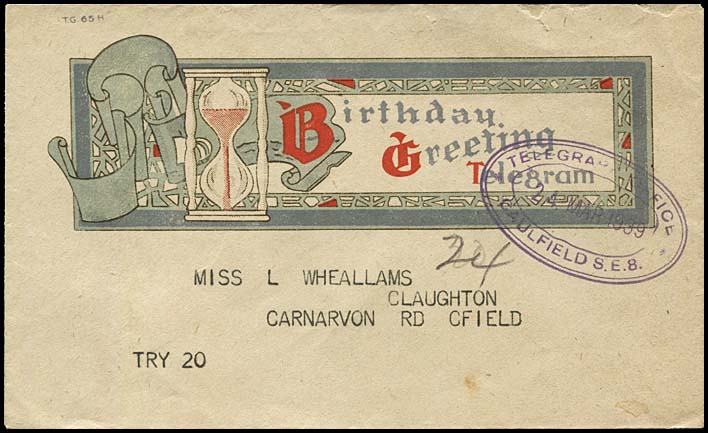 T.G. 65 H
Birthday
Greeting
Telegram
TELEGRAPH OFFICE
24 MAR 1939
CAULFIELD S.E.8.
24
MISS L WHEALLAMS
CLAUGHTON
CARNARVON RD CFIELD
TRY 20